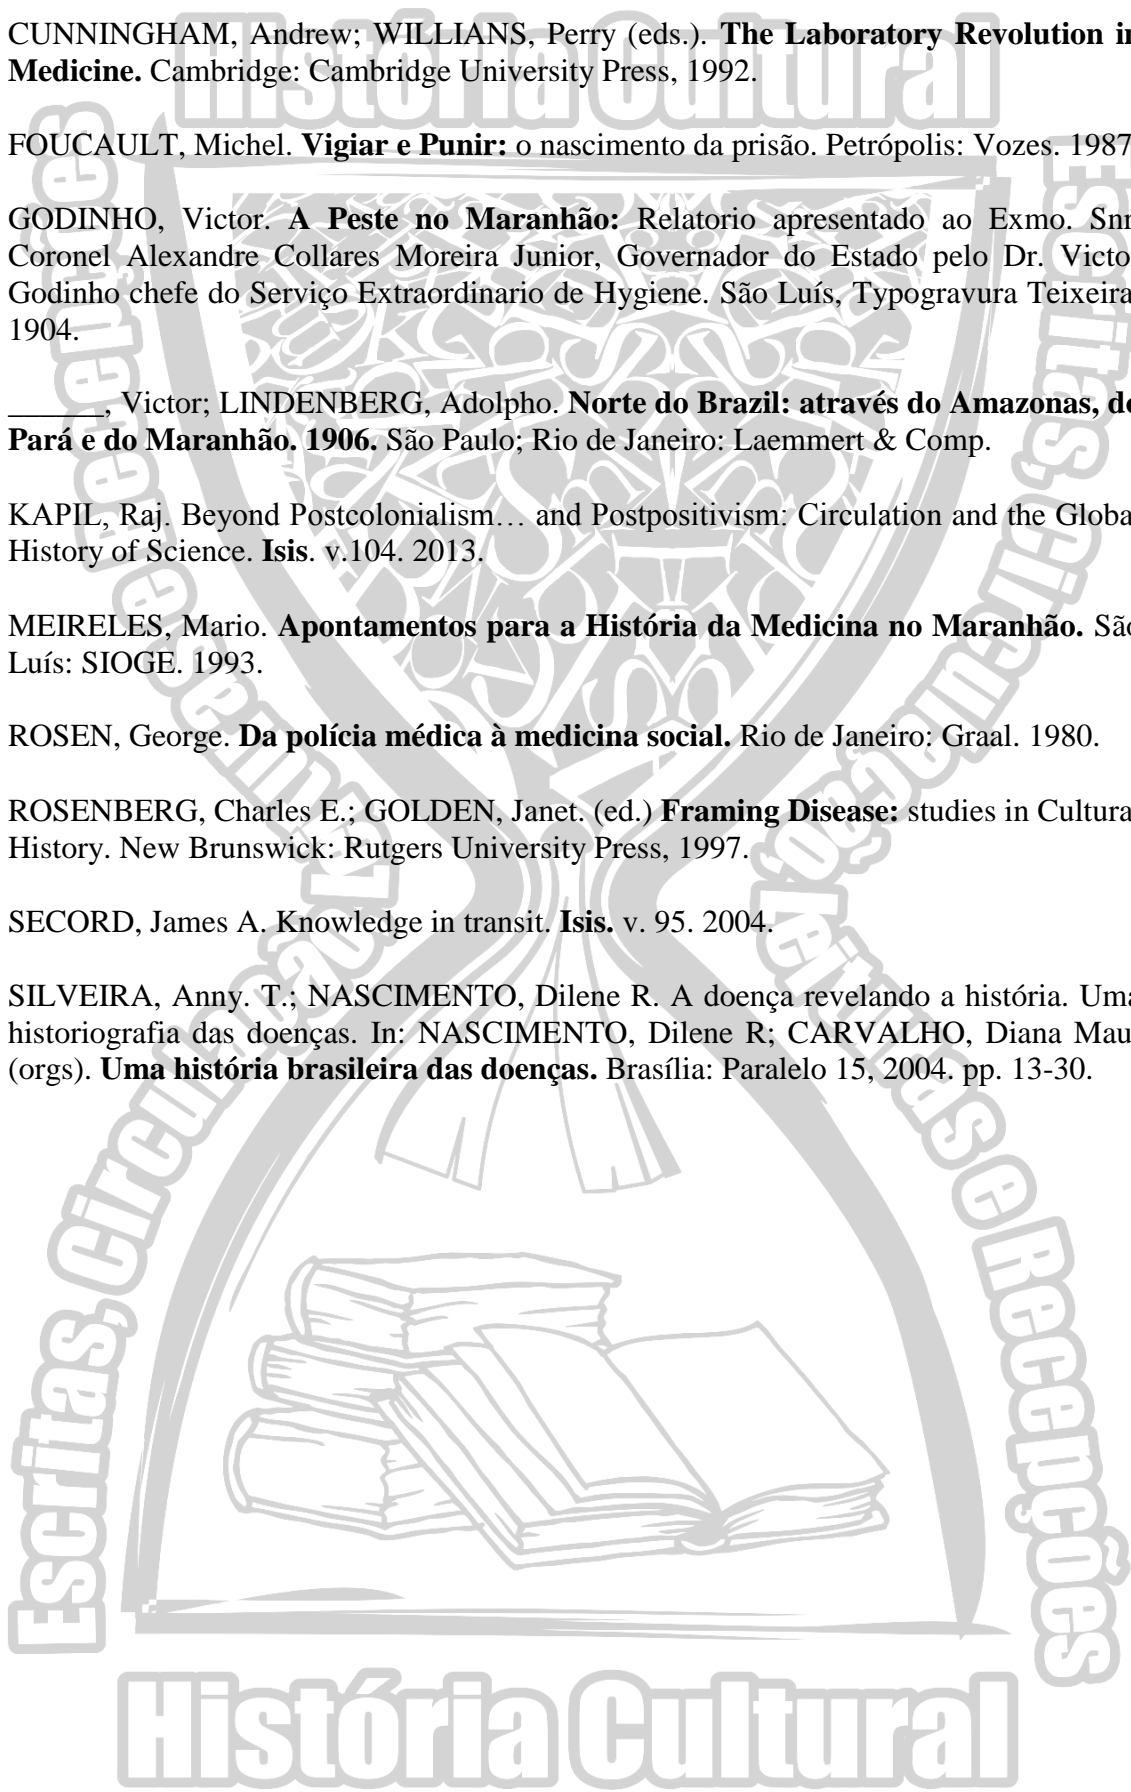 História Cultural
CUNNINGHAM, Andrew; WILLIANS, Perry (eds.). The Laboratory Revolution in
Medicine. Cambridge: Cambridge University Press, 1992.
FOUCAULT, Michel. Vigiar e Punir: o nascimento da prisão. Petrópolis: Vozes. 1987
GODINHO, Victor. A Peste no Maranhão: Relatorio apresentado ao Exmo. Snr
Coronel Alexandre Collares Moreira Junior, Governador do Estado pelo Dr. Victo
Godinho chefe do Serviço Extraordinario de Hygiene. São Luís, Typogravura Teixeira
1904.
______, Victor; LINDENBERG, Adolpho. Norte do Brazil: através do Amazonas, do
Pará e do Maranhão. 1906. São Paulo; Rio de Janeiro: Laemmert & Comp.
KAPIL, Raj. Beyond Postcolonialism… and Postpositivism: Circulation and the Globa
History of Science. Isis. v.104. 2013.
MEIRELES, Mario. Apontamentos para a História da Medicina no Maranhão. São
Luís: SIOGE. 1993.
ROSEN, George. Da polícia médica à medicina social. Rio de Janeiro: Graal. 1980.
ROSENBERG, Charles E.; GOLDEN, Janet. (ed.) Framing Disease: studies in Cultura
History. New Brunswick: Rutgers University Press, 1997.
SECORD, James A. Knowledge in transit. Isis. v. 95. 2004.
SILVEIRA, Anny. T.; NASCIMENTO, Dilene R. A doença revelando a história. Uma
historiografia das doenças. In: NASCIMENTO, Dilene R; CARVALHO, Diana Mau
(orgs). Uma história brasileira das doenças. Brasília: Paralelo 15, 2004. pp. 13-30.
Escritas, Circulação, Leituras e Recepções
Escritas, Circulação, Leituras e Recepções
História Cultural